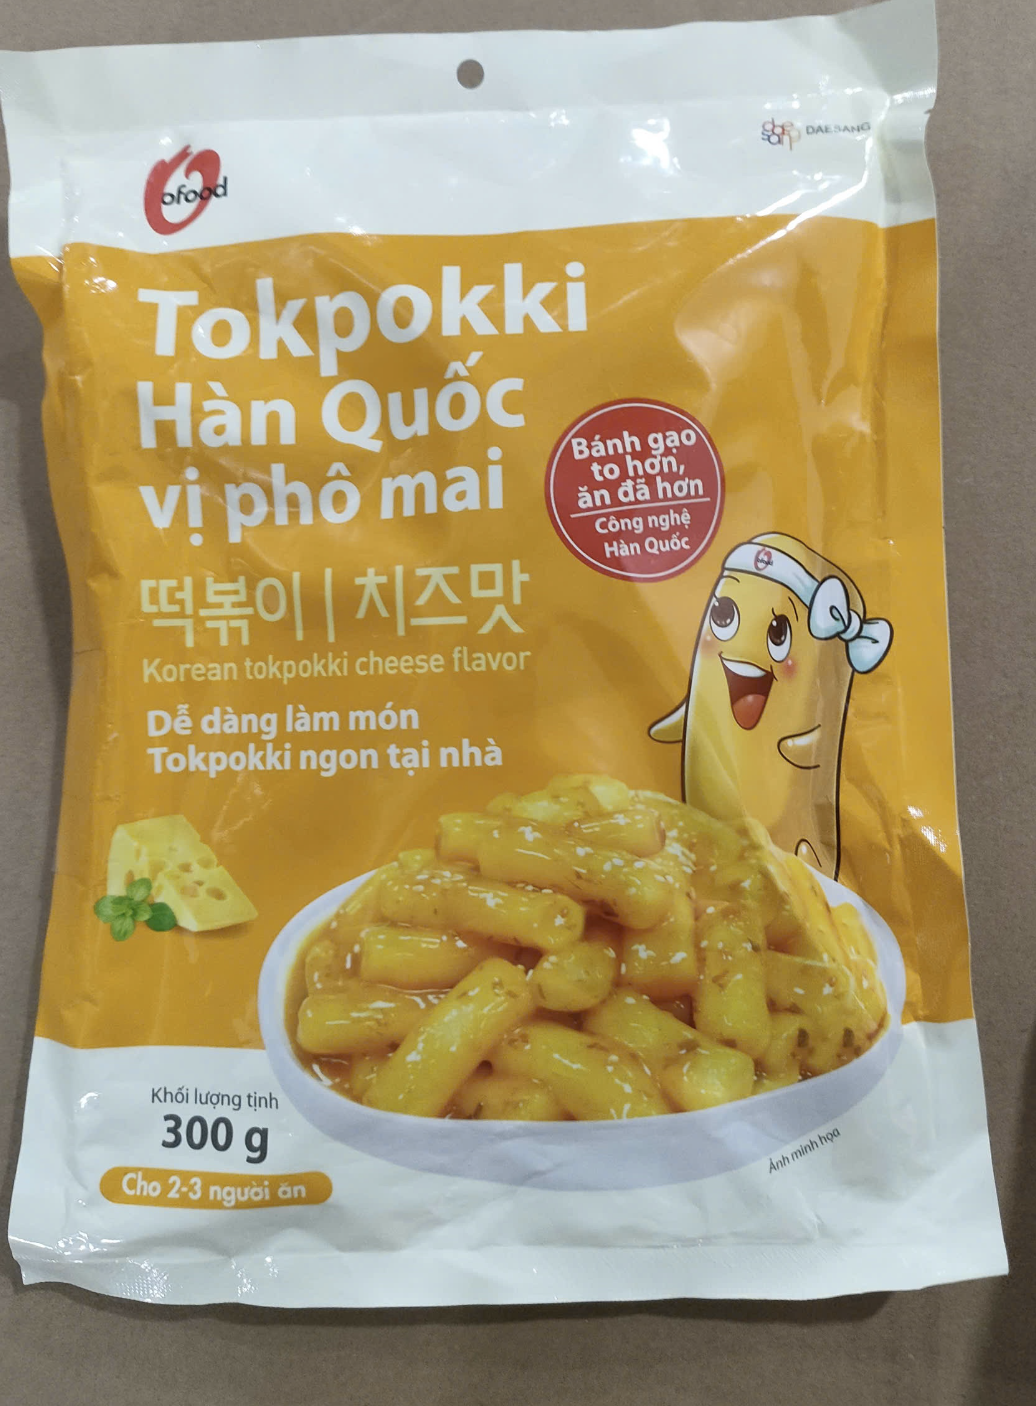 ofood
dae
san
DAESANG
Tokpokki
Hàn Quốc
vị phô mai
Bánh gạo
to hơn,
ăn đã hơn
Công nghệ
Hàn Quốc
떡볶이 | 치즈맛
Korean tokpokki cheese flavor
Dễ dàng làm món
Tokpokki ngon tại nhà
Khối lượng tịnh
300 g
Cho 2-3 người ăn
Ảnh minh họa